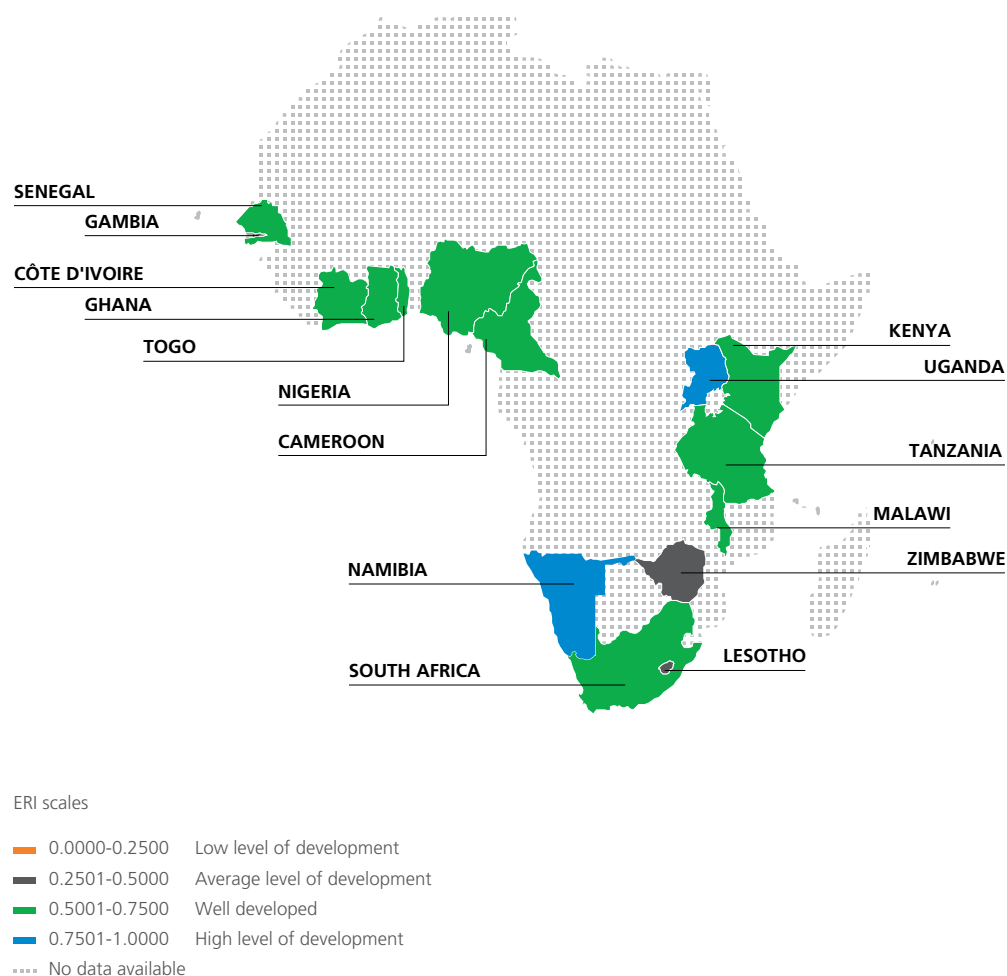 SENEGAL
GAMBIA
CÔTE D'IVOIRE
GHANA
TOGO
NIGERIA
CAMEROON
KENYA
UGANDA
TANZANIA
MALAWI
ZIMBABWE
NAMIBIA
LESOTHO
SOUTH AFRICA
ERI scales
0.0000-0.2500 Low level of development
0.2501-0.5000 Average level of development
0.5001-0.7500 Well developed
0.7501-1.0000 High level of development
No data available